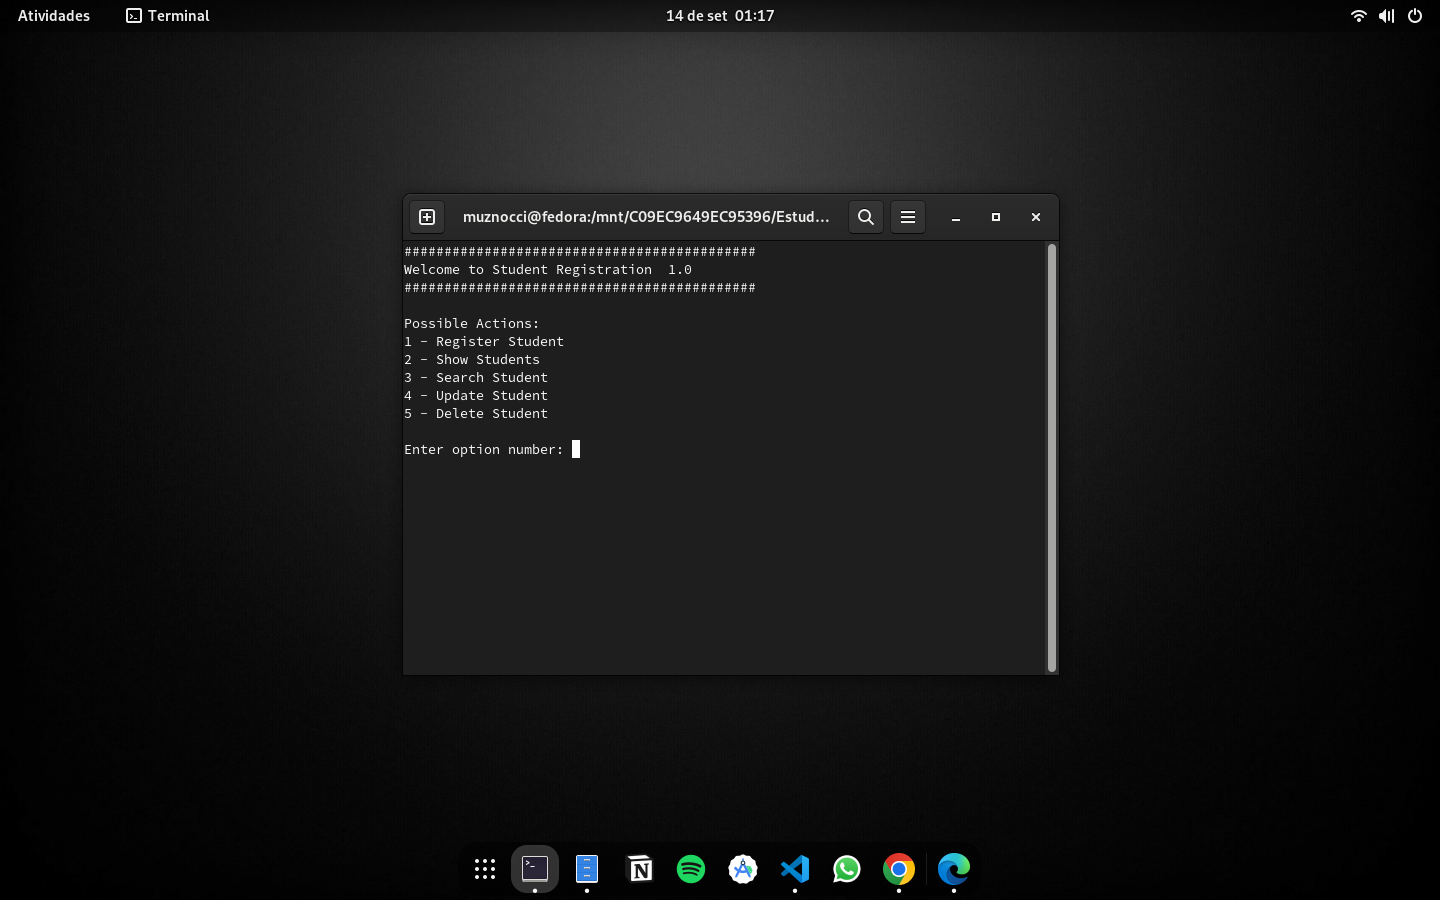 Atividades
Terminal
14 de set 01:17
muznocci@fedora:/mnt/C09EC9649EC95396/Estud...
############################################
Welcome to Student Registration  1.0
############################################
Possible Actions:
1 - Register Student
2 - Show Students
3 - Search Student
4 - Update Student
5 - Delete Student
Enter option number: